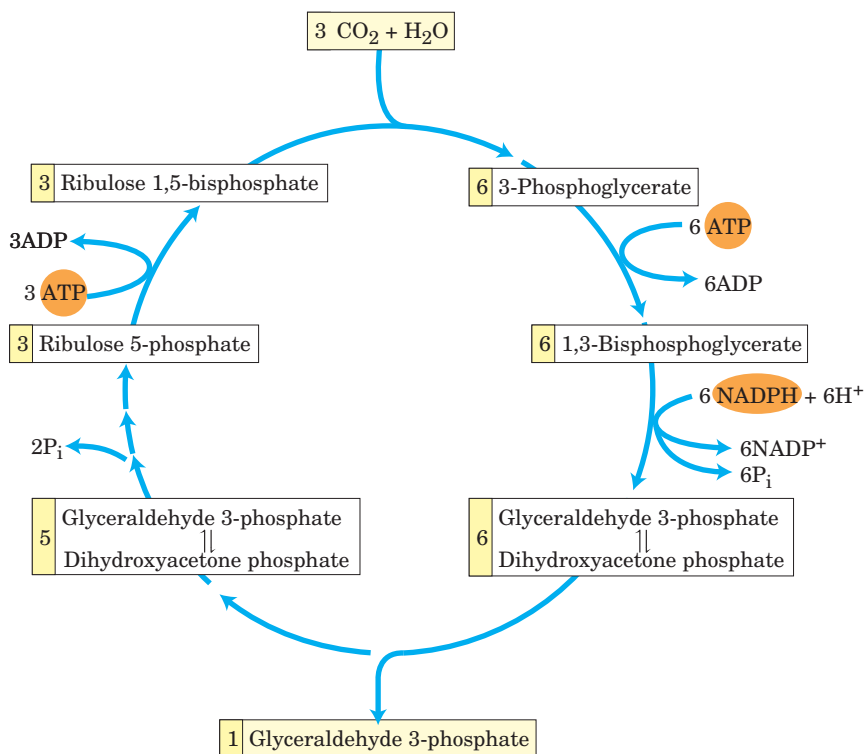 3 CO₂ + H₂O
3 Ribulose 1,5-bisphosphate
6 3-Phosphoglycerate
3ADP
6 ATP
3 ATP
6ADP
3 Ribulose 5-phosphate
6 1,3-Bisphosphoglycerate
6 NADPH + 6H⁺
2Pᵢ
6NADP⁺
6Pᵢ
5 Glyceraldehyde 3-phosphate
⇌
Dihydroxyacetone phosphate
6 Glyceraldehyde 3-phosphate
⇌
Dihydroxyacetone phosphate
1 Glyceraldehyde 3-phosphate